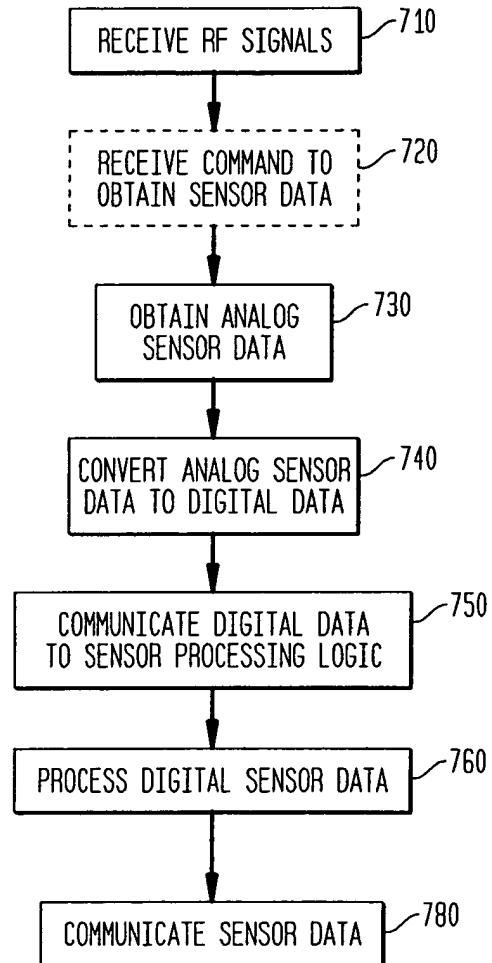 RECEIVE RF SIGNALS
710
RECEIVE COMMAND TO
OBTAIN SENSOR DATA
720
OBTAIN ANALOG
SENSOR DATA
730
CONVERT ANALOG SENSOR
DATA TO DIGITAL DATA
740
COMMUNICATE DIGITAL DATA
TO SENSOR PROCESSING LOGIC
750
PROCESS DIGITAL SENSOR DATA
760
COMMUNICATE SENSOR DATA
780